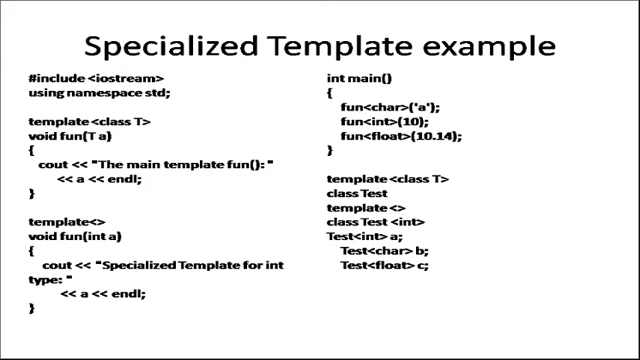 Specialized Template example
#include <iostream>
using namespace std;
template <class T>
void fun(T a)
{
cout << "The main template fun(): "
<< a << endl;
}
template<>
void fun(int a)
{
cout << "Specialized Template for int
type: "
<< a << endl;
}
int main()
{
fun<char>('a');
fun<int>(10);
fun<float>(10.14);
}
template <class T>
class Test
template <>
class Test <int>
Test<int> a;
Test<char> b;
Test<float> c;